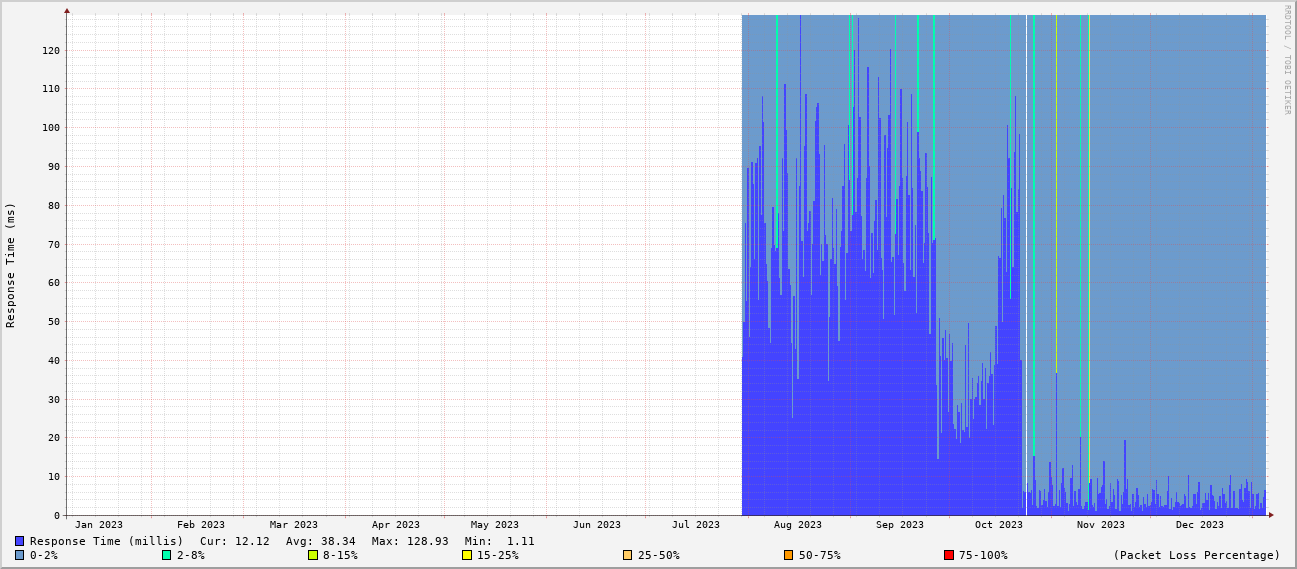 RRDTOOL / TOBI OETIKER
Response Time (ms)
120
110
100
90
80
70
60
50
40
30
20
10
0
Jan 2023 Feb 2023 Mar 2023 Apr 2023 May 2023 Jun 2023 Jul 2023 Aug 2023 Sep 2023 Oct 2023 Nov 2023 Dec 2023
Response Time (millis) Cur: 12.12 Avg: 38.34 Max: 128.93 Min: 1.11
0-2% 2-8% 8-15% 15-25% 25-50% 50-75% 75-100% (Packet Loss Percentage)